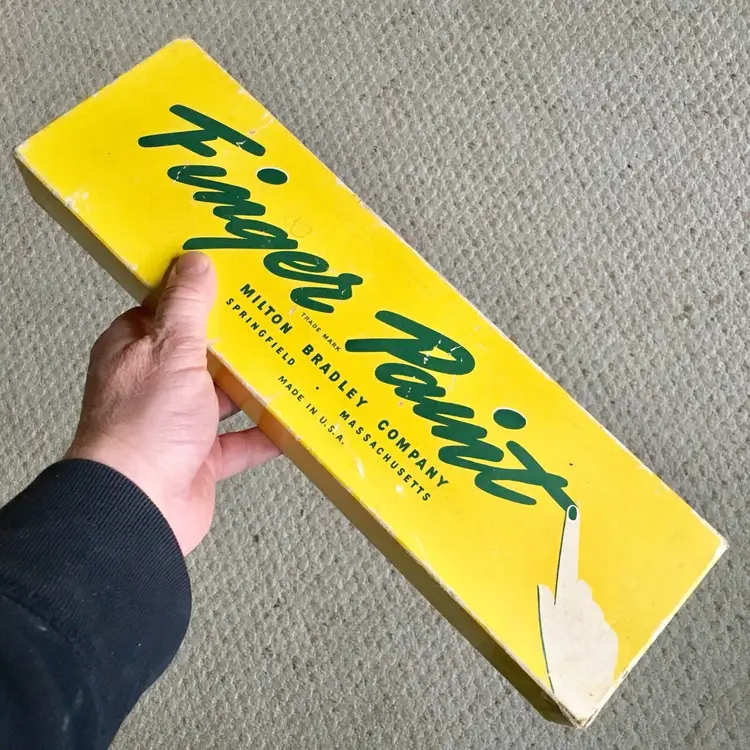 Finger Paint
TRADE MARK
MILTON BRADLEY COMPANY
SPRINGFIELD · MASSACHUSETTS
MADE IN U.S.A.